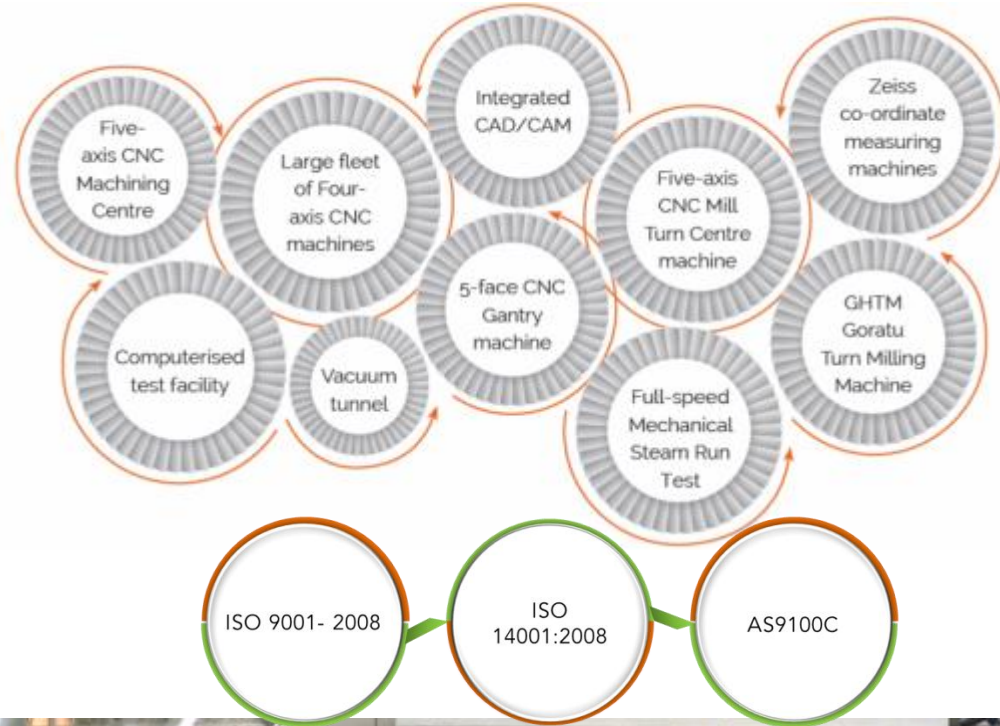 Five-
axis CNC
Machining
Centre
Large fleet
of Four-
axis CNC
machines
Integrated
CAD/CAM
Five-axis
CNC Mill
Turn Centre
machine
Zeiss
co-ordinate
measuring
machines
Computerised
test facility
Vacuum
tunnel
5-face CNC
Gantry
machine
Full-speed
Mechanical
Steam Run
Test
GHTM
Goratu
Turn Milling
Machine
ISO 9001- 2008
ISO
14001:2008
AS9100C